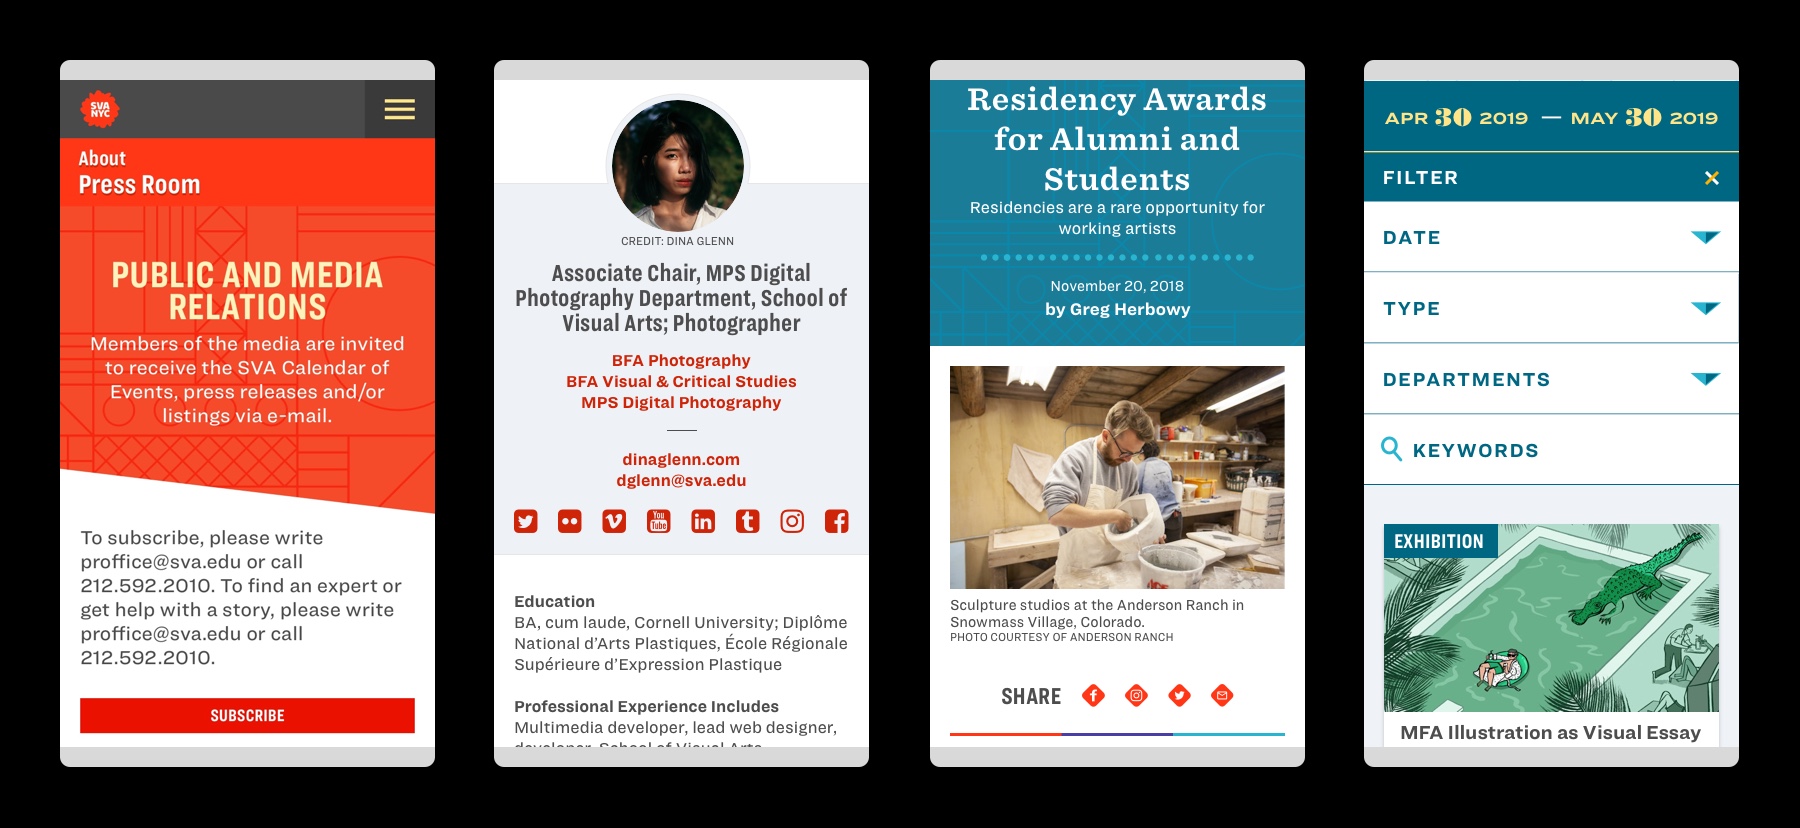 SVA
NYC
About
Press Room
PUBLIC AND MEDIA
RELATIONS
Members of the media are invited
to receive the SVA Calendar of
Events, press releases and/or
listings via e-mail.
To subscribe, please write
proffice@sva.edu or call
212.592.2010. To find an expert or
get help with a story, please write
proffice@sva.edu or call
212.592.2010.
SUBSCRIBE
CREDIT: DINA GLENN
Associate Chair, MPS Digital
Photography Department, School of
Visual Arts; Photographer
BFA Photography
BFA Visual & Critical Studies
MPS Digital Photography
dinaglenn.com
dglenn@sva.edu
You
Tube
Education
BA, cum laude, Cornell University; Diplôme
National d’Arts Plastiques, École Régionale
Supérieure d’Expression Plastique
Professional Experience Includes
Multimedia developer, lead web designer,
developer, School of Visual Arts
Residency Awards
for Alumni and
Students
Residencies are a rare opportunity for
working artists
November 20, 2018
by Greg Herbowy
Sculpture studios at the Anderson Ranch in
Snowmass Village, Colorado.
PHOTO COURTESY OF ANDERSON RANCH
SHARE
APR 30 2019 — MAY 30 2019
FILTER
DATE
TYPE
DEPARTMENTS
KEYWORDS
EXHIBITION
MFA Illustration as Visual Essay